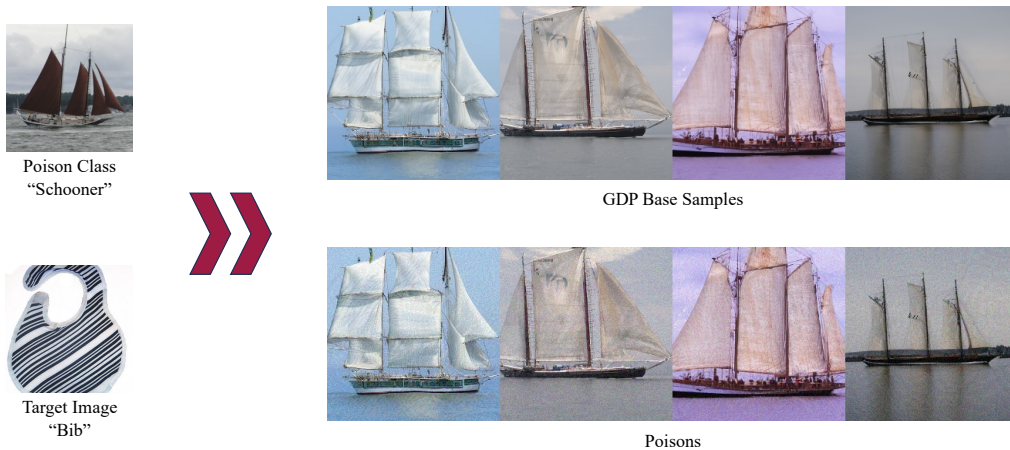 Poison Class
“Schooner”
GDP Base Samples
Target Image
“Bib”
Poisons